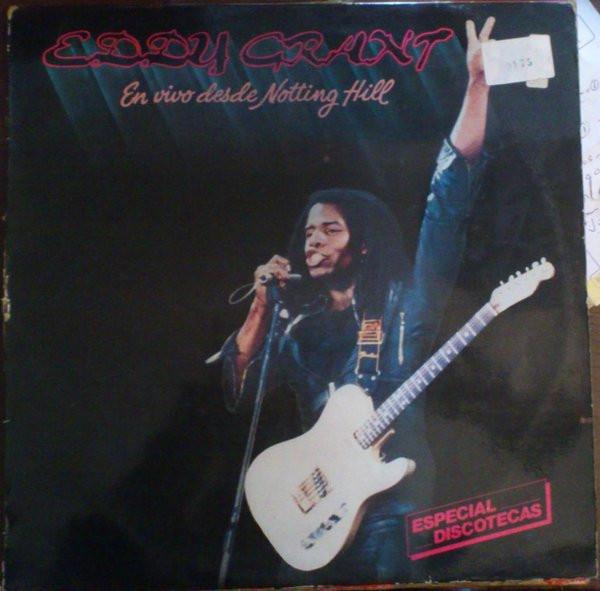 EDDY GRANT
En vivo desde Notting Hill
ESPECIAL
DISCOTECAS